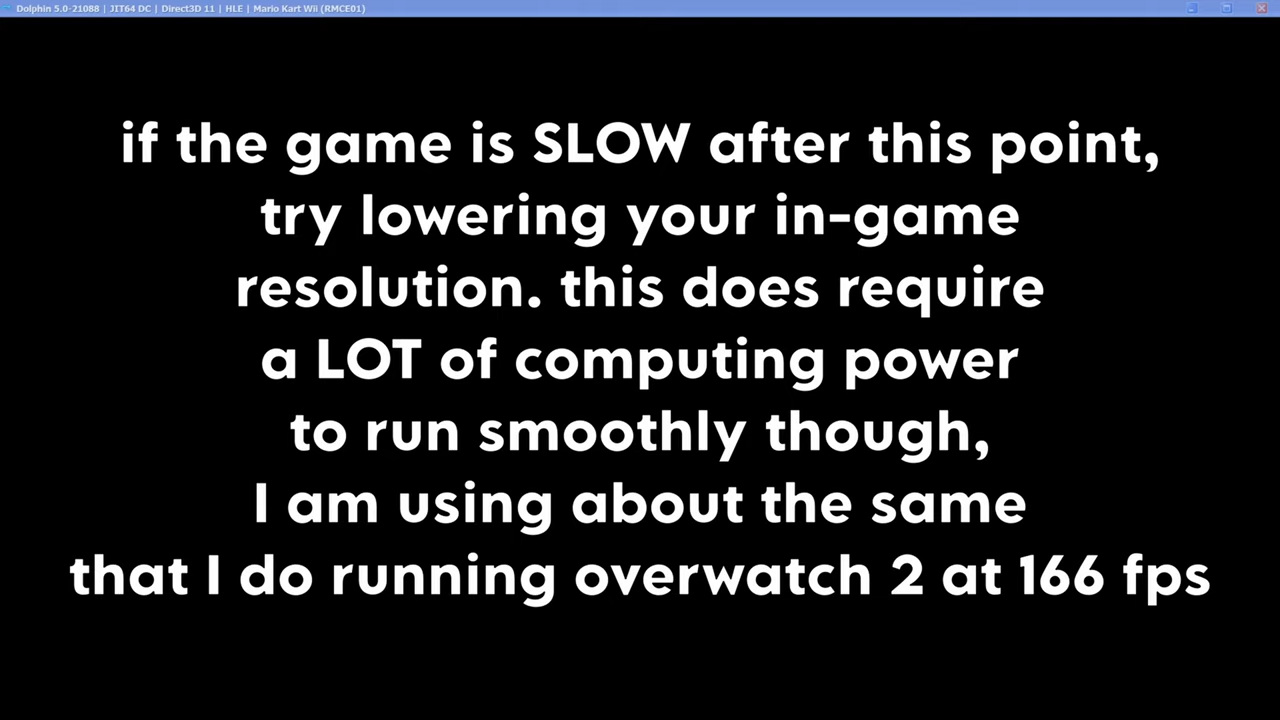 Dolphin 5.0-21088 | JIT64 DC | Direct3D 11 | HLE | Mario Kart Wii (RMCE01)
if the game is SLOW after this point,
try lowering your in-game
resolution. this does require
a LOT of computing power
to run smoothly though,
I am using about the same
that I do running overwatch 2 at 166 fps